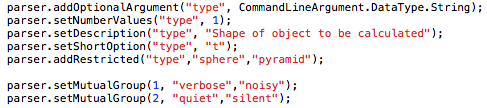 parser.addOptionalArgument("type", CommandLineArgument.DataType.String);
parser.setNumberValues("type", 1);
parser.setDescription("type", "Shape of object to be calculated");
parser.setShortOption("type", "t");
parser.addRestricted("type","sphere","pyramid");
parser.setMutualGroup(1, "verbose","noisy");
parser.setMutualGroup(2, "quiet","silent");